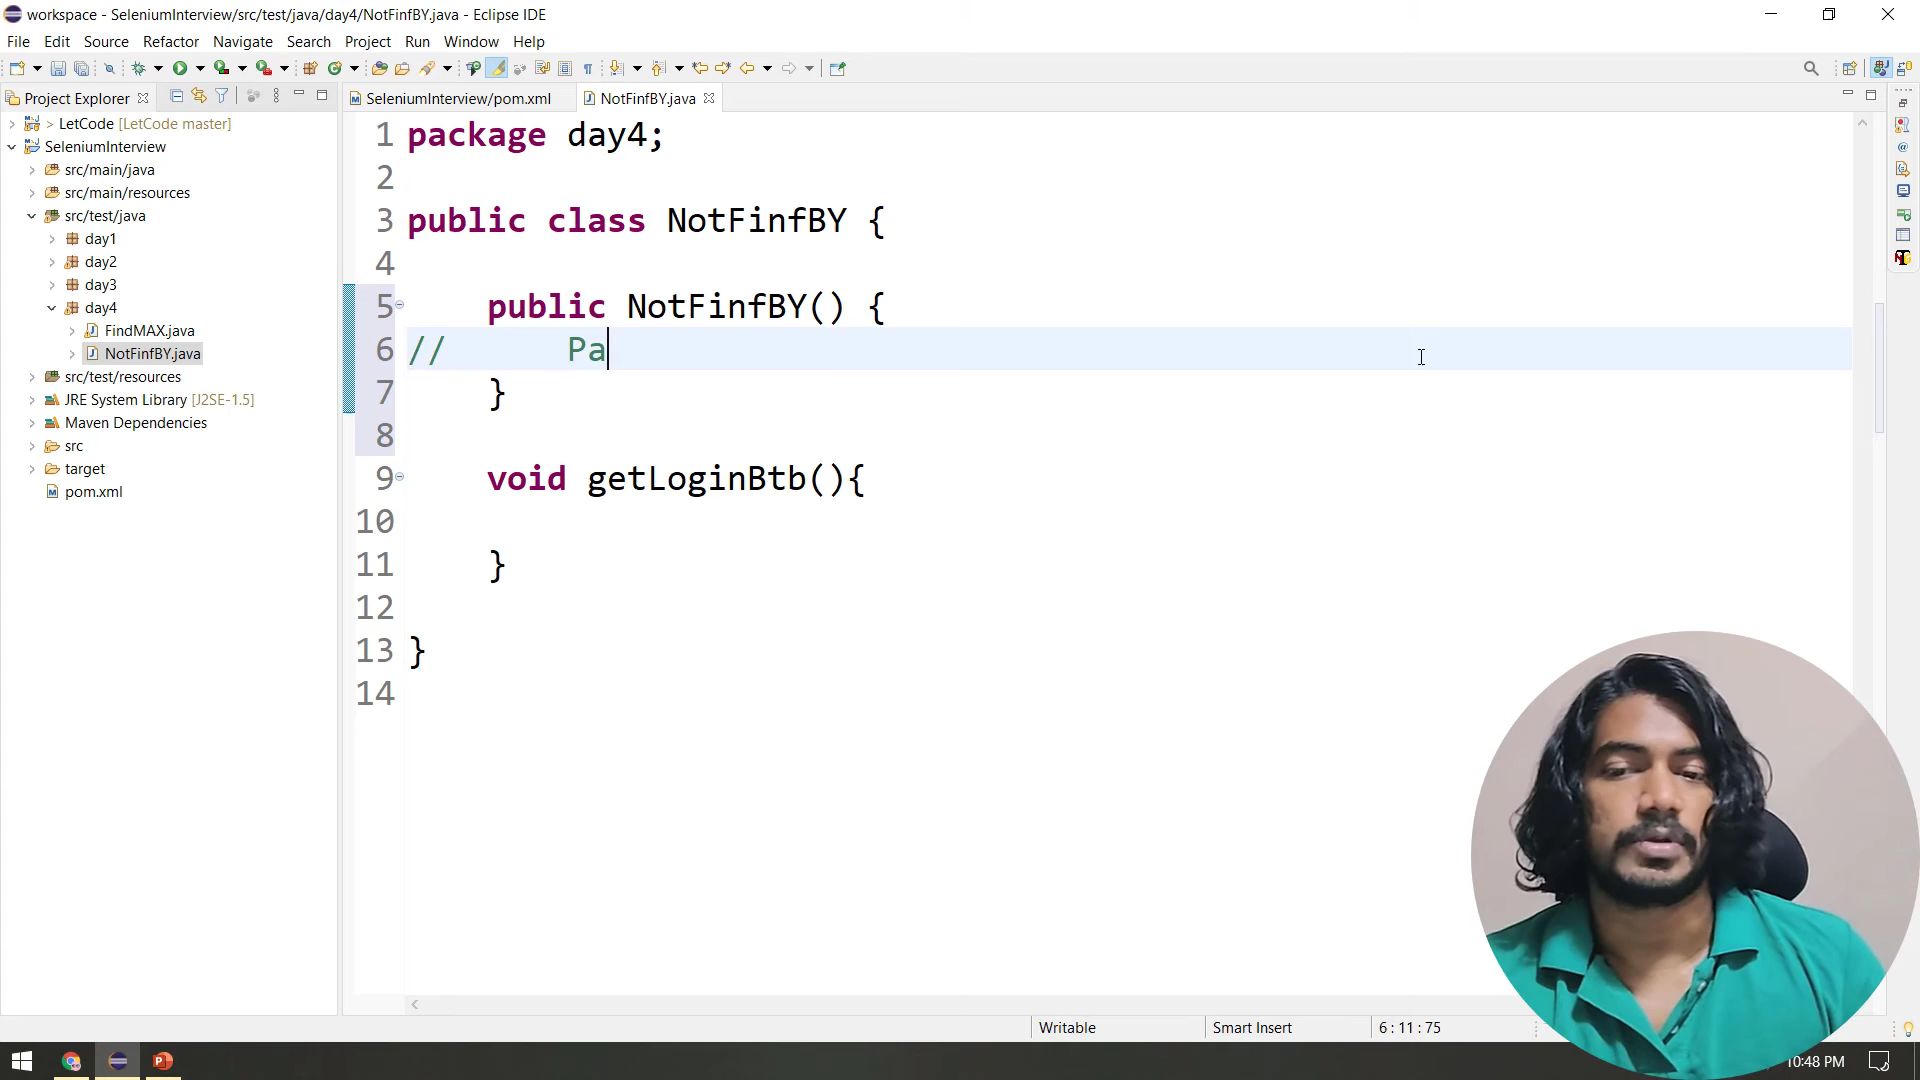 workspace - SeleniumInterview/src/test/java/day4/NotFinfBY.java - Eclipse IDE
File Edit Source Refactor Navigate Search Project Run Window Help
Project Explorer
SeleniumInterview/pom.xml
NotFinfBY.java
> LetCode [LetCode master]
SeleniumInterview
src/main/java
src/main/resources
src/test/java
day1
day2
day3
day4
FindMAX.java
NotFinfBY.java
src/test/resources
JRE System Library [J2SE-1.5]
Maven Dependencies
src
target
pom.xml
1 package day4;
2
3 public class NotFinfBY {
4
5 public NotFinfBY() {
6 // Pa
7 }
8
9 void getLoginBtb(){
10
11 }
12
13 }
14
Writable
Smart Insert
6 : 11 : 75
10:48 PM